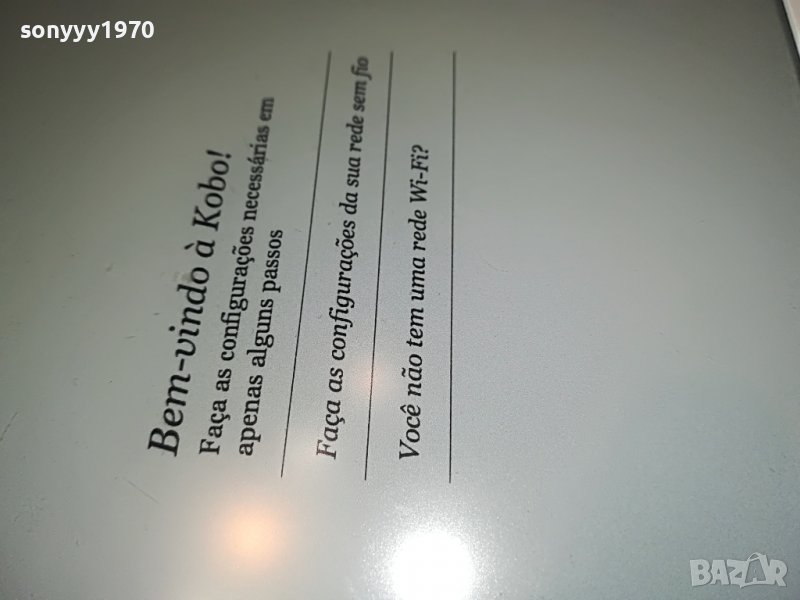 sonyyy1970
Bem-vindo à Kobo!
Faça as configurações necessárias em
apenas alguns passos
Faça as configurações da sua rede sem fio
Você não tem uma rede Wi-Fi?
BAZAR